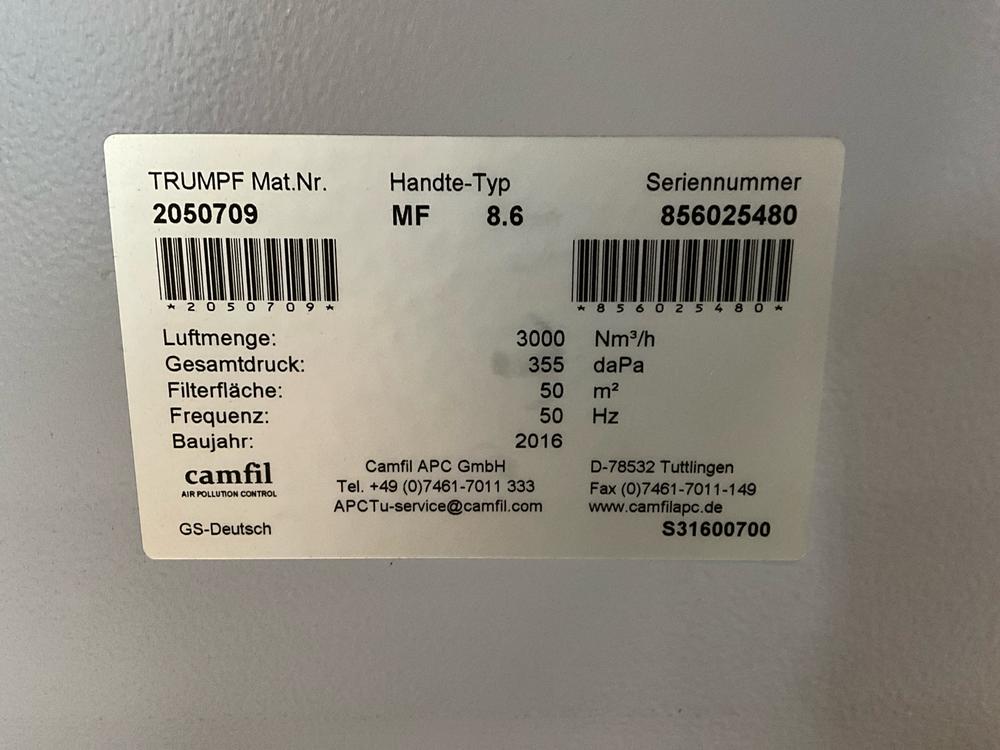 TRUMPF Mat.Nr. Handte-Typ Seriennummer
2050709 MF 8.6 856025480
*2050709* *856025480*
Luftmenge: 3000 Nm³/h
Gesamtdruck: 355 daPa
Filterfläche: 50 m²
Frequenz: 50 Hz
Baujahr: 2016
camfil Camfil APC GmbH D-78532 Tuttlingen
AIR POLLUTION CONTROL Tel. +49 (0)7461-7011 333 Fax (0)7461-7011-149
APCTu-service@camfil.com www.camfilapc.de
GS-Deutsch S31600700